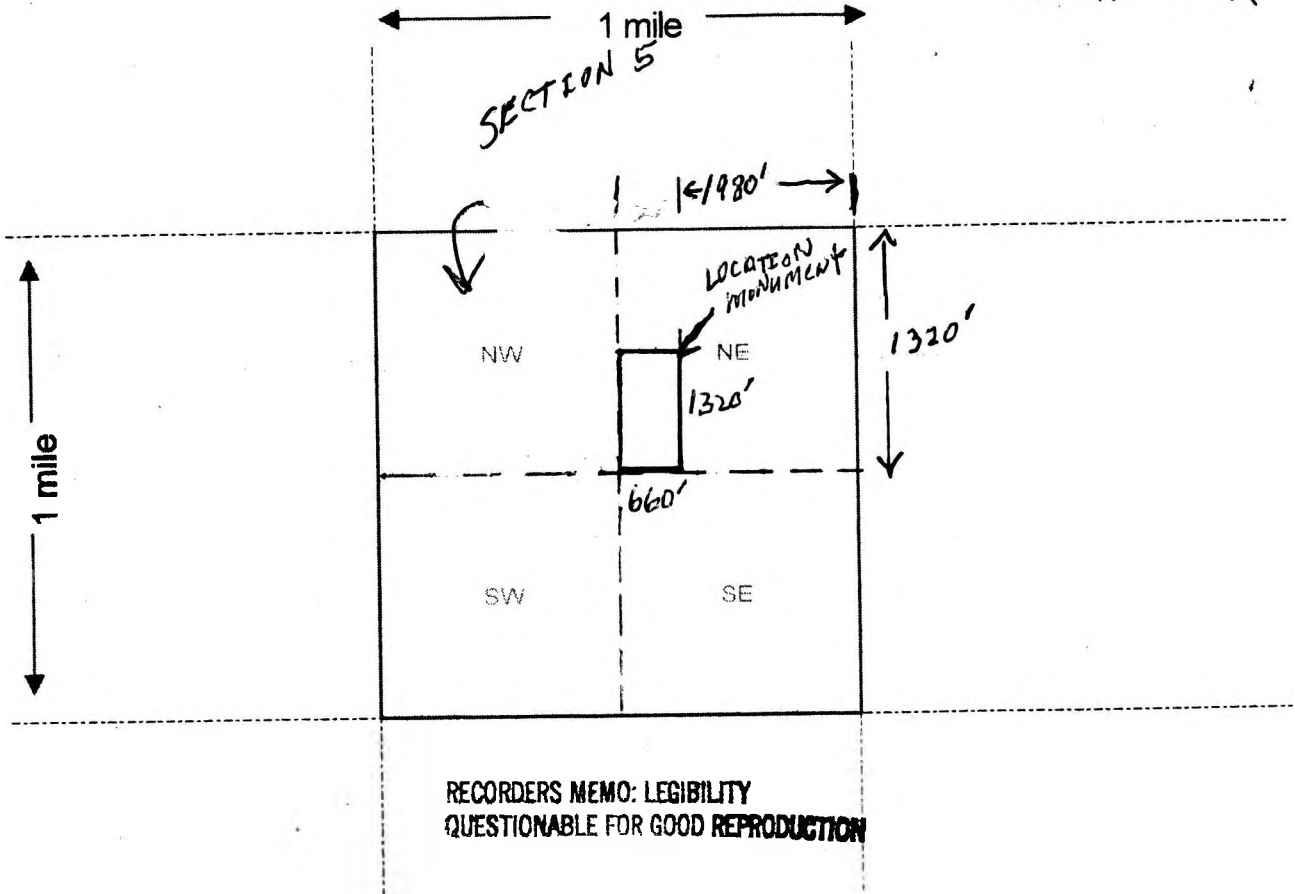 1 mile
SECTION 5
1980'
LOCATION
MONUMENT
1320'
NW
NE
1320'
1 mile
660'
SW
SE
RECORDERS MEMO: LEGIBILITY
QUESTIONABLE FOR GOOD REPRODUCTION